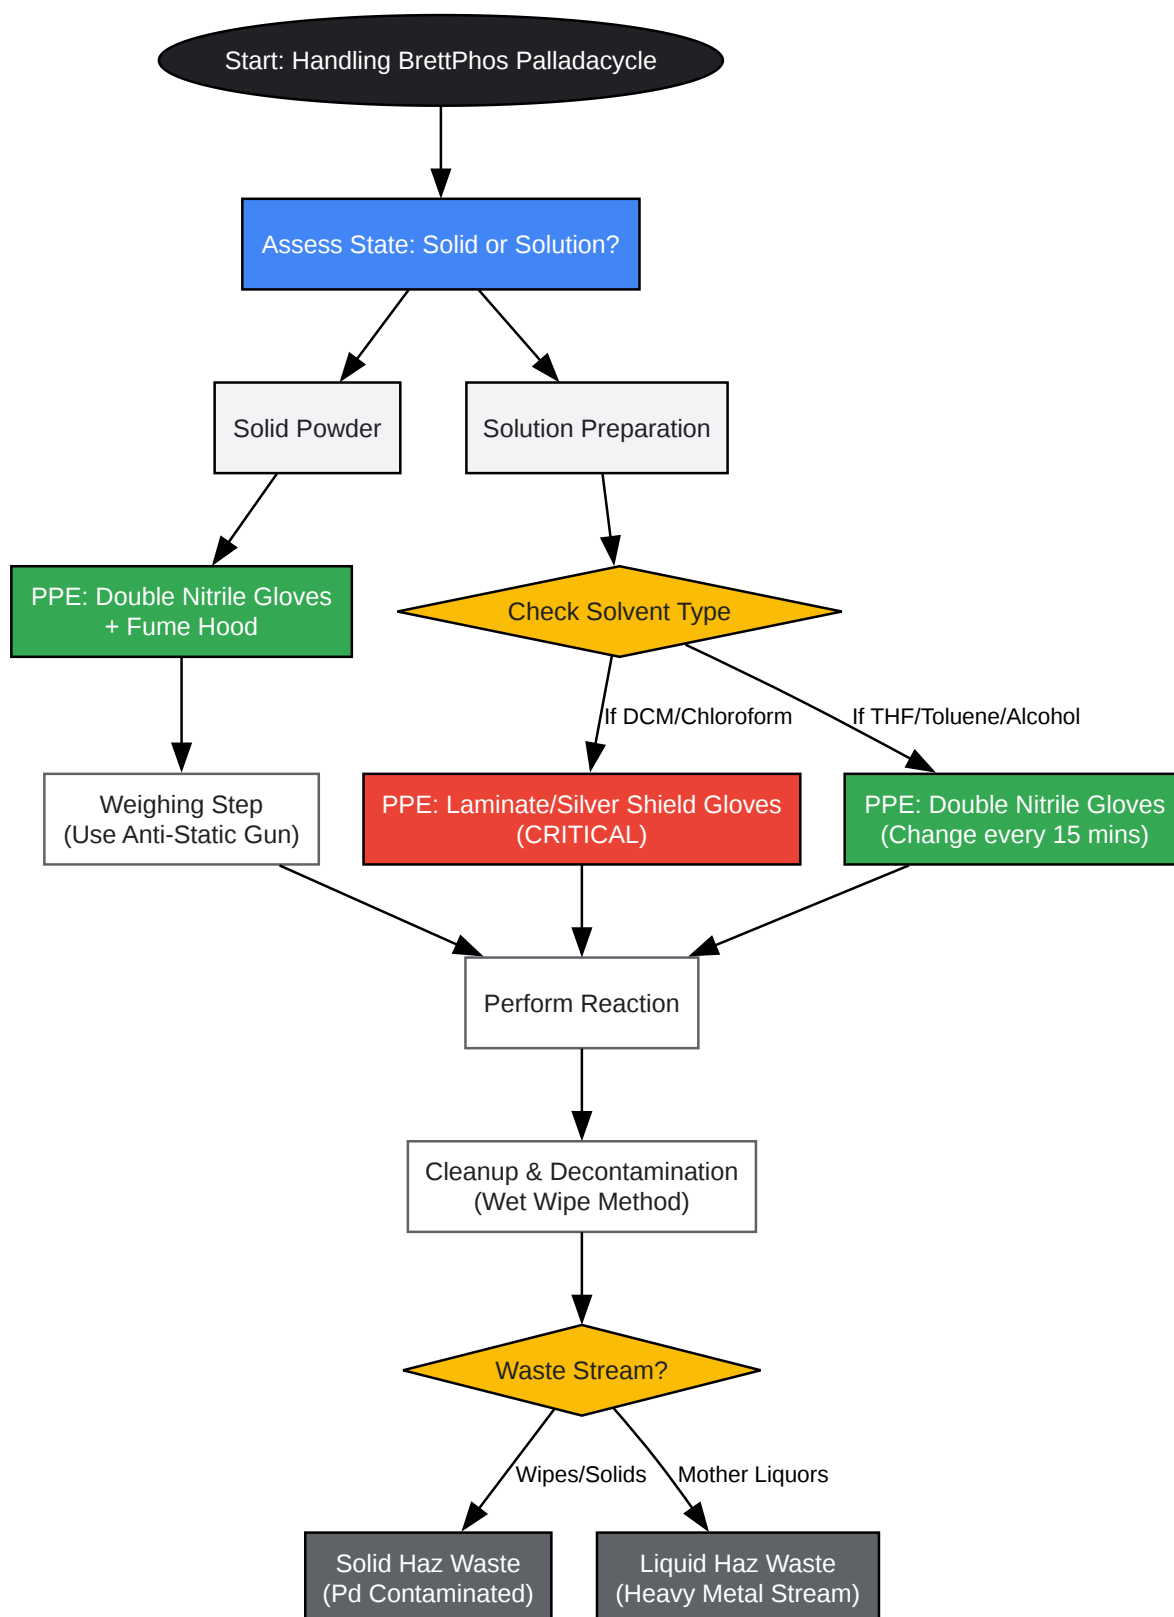 Start: Handling BrettPhos Palladacycle
Assess State: Solid or Solution?
Solid Powder
Solution Preparation
PPE: Double Nitrile Gloves
+ Fume Hood
Check Solvent Type
If DCM/Chloroform
If THF/Toluene/Alcohol
Weighing Step
(Use Anti-Static Gun)
PPE: Laminate/Silver Shield Gloves
(CRITICAL)
PPE: Double Nitrile Gloves
(Change every 15 mins)
Perform Reaction
Cleanup & Decontamination
(Wet Wipe Method)
Waste Stream?
Wipes/Solids
Mother Liquors
Solid Haz Waste
(Pd Contaminated)
Liquid Haz Waste
(Heavy Metal Stream)